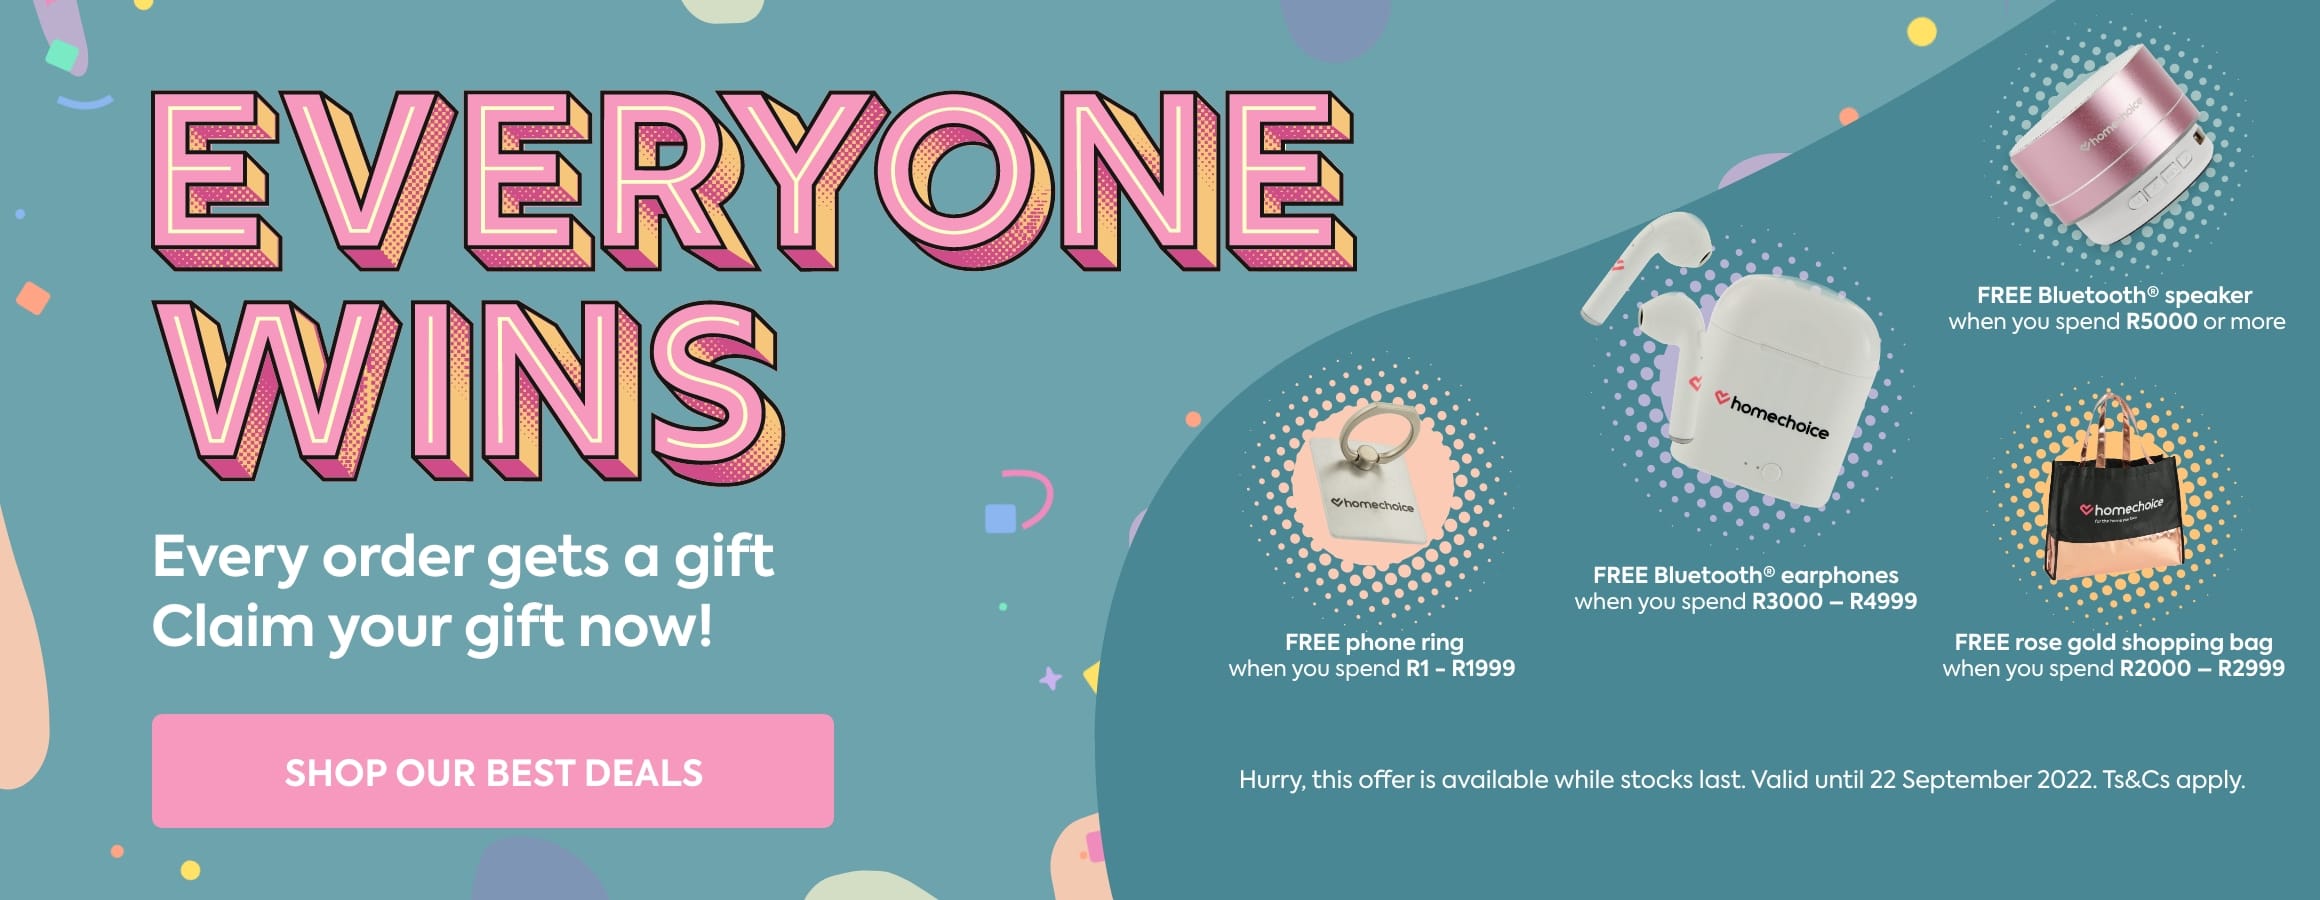 EVERYONE
WINS
Every order gets a gift
Claim your gift now!
SHOP OUR BEST DEALS
homechoice
FREE phone ring
when you spend R1 - R1999
homechoice
FREE Bluetooth® earphones
when you spend R3000 – R4999
homechoice
FREE Bluetooth® speaker
when you spend R5000 or more
homechoice
FREE rose gold shopping bag
when you spend R2000 – R2999
Hurry, this offer is available while stocks last. Valid until 22 September 2022. Ts&Cs apply.